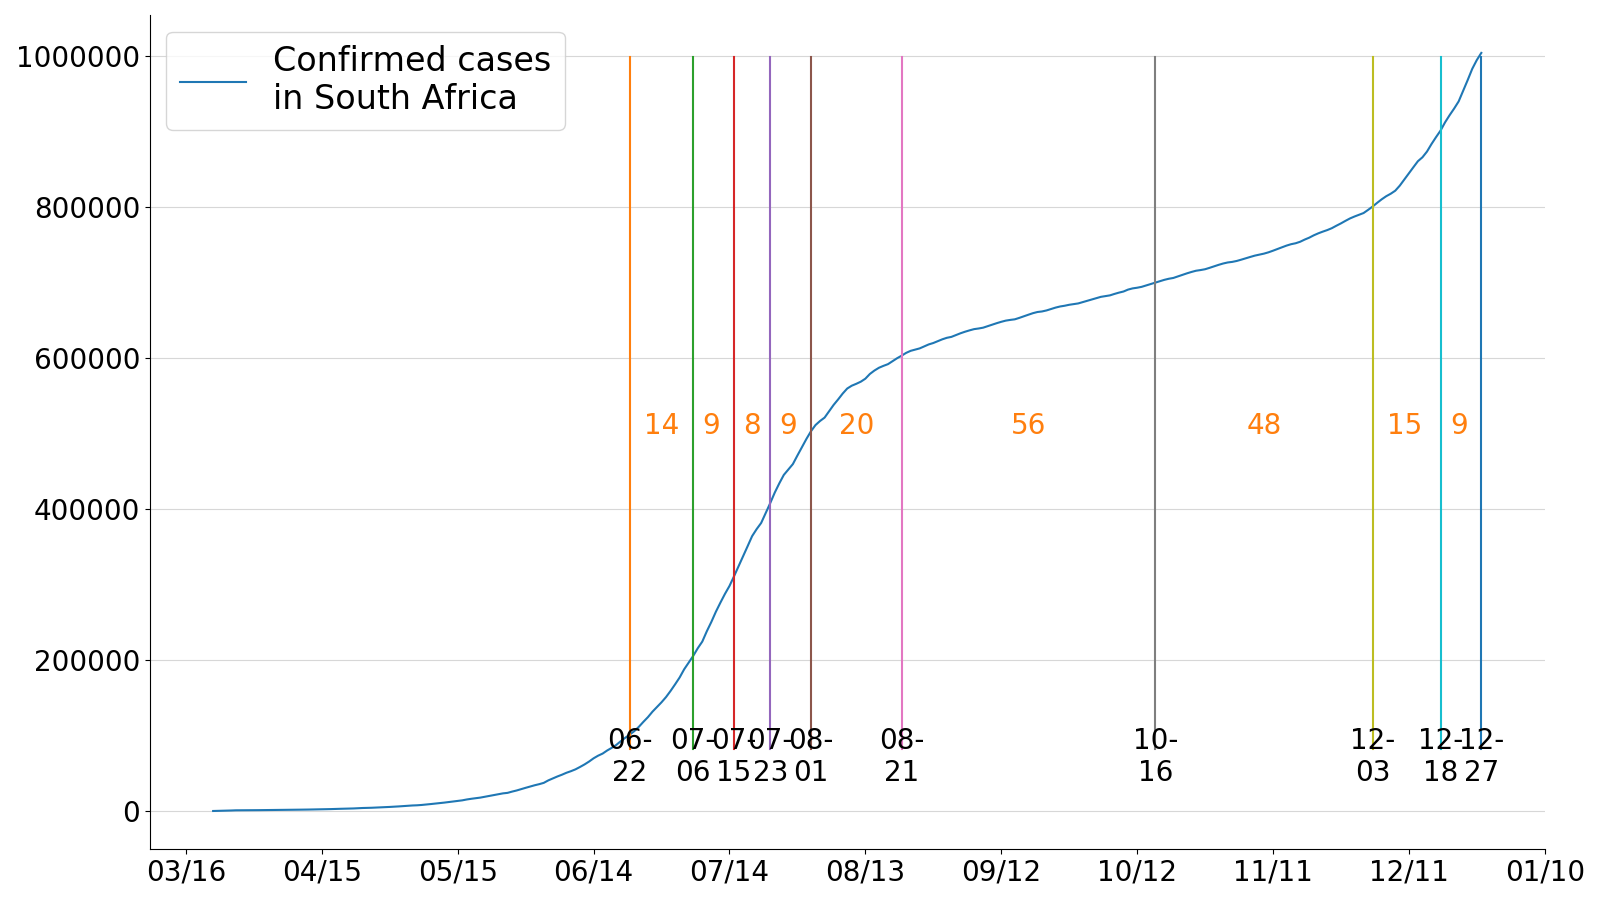 1000000
800000
600000
400000
200000
0
Confirmed cases
in South Africa
14 9 8 9 20 56 48 15 9
06- 07- 07- 07- 08- 08- 10- 12- 12- 12-
22 06 15 23 01 21 16 03 18 27
03/16 04/15 05/15 06/14 07/14 08/13 09/12 10/12 11/11 12/11 01/10